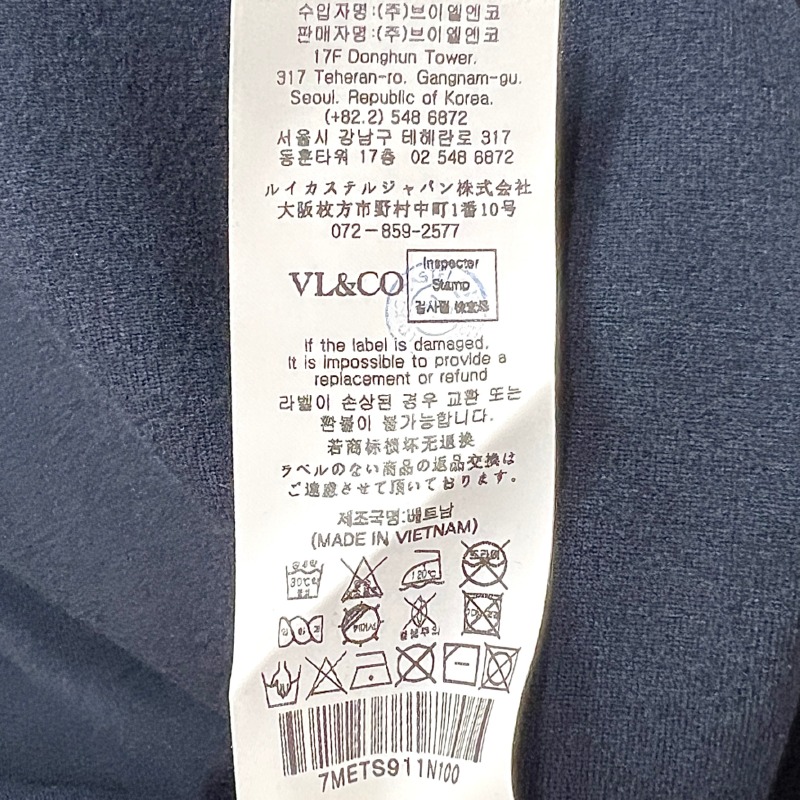 수입자명:(주)브이엘엔코
판매자명:(주)브이엘엔코
17F Donghun Tower.
317 Teheran-ro. Gangnam-gu.
Seoul. Republic of Korea.
(+82.2) 548 6872
서울시 강남구 테헤란로 317
동훈타워 17층 02 548 6872
ルイカステルジャパン株式会社
大阪枚方市野村中町1番10号
072-859-2577
VL&CO
Inspecter
Stamp
If the label is damaged.
It is impossible to provide a
replacement or refund
라벨이 손상된 경우 교환 또는
환불이 불가능합니다.
若商标损坏无退换
ラベルのない商品の返品交換は
ご遠慮させて頂いております。
제조국명:베트남
(MADE IN VIETNAM)
30℃
120℃
드라이
7METS911N100